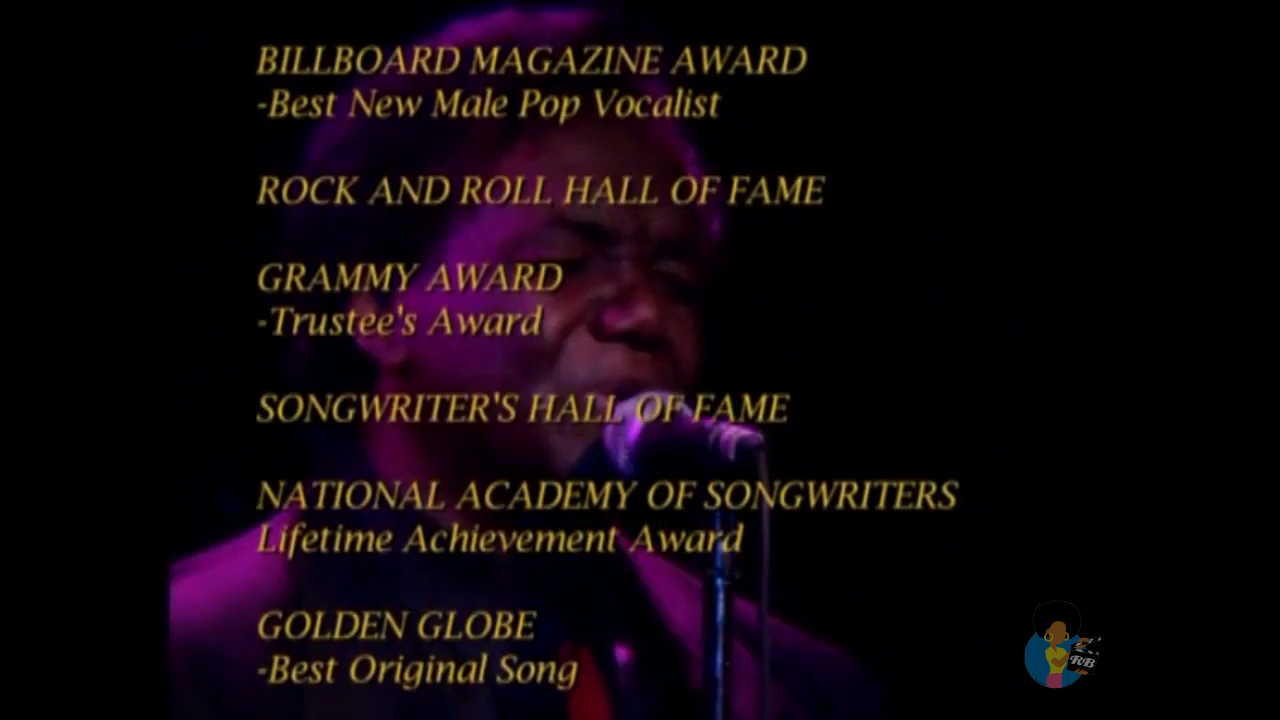 BILLBOARD MAGAZINE AWARD
-Best New Male Pop Vocalist
ROCK AND ROLL HALL OF FAME
GRAMMY AWARD
-Trustee's Award
SONGWRITER'S HALL OF FAME
NATIONAL ACADEMY OF SONGWRITERS
Lifetime Achievement Award
GOLDEN GLOBE
-Best Original Song
RB